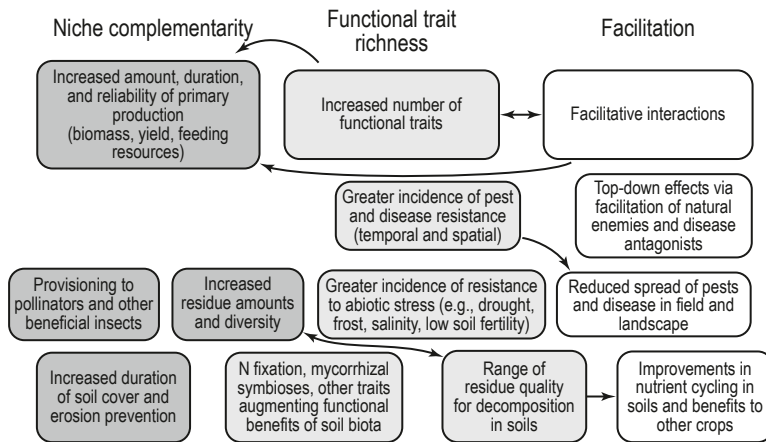 Niche complementarity
Functional trait
richness
Facilitation
Increased amount, duration,
and reliability of primary
production
(biomass, yield, feeding
resources)
Increased number of
functional traits
Facilitative interactions
Greater incidence of pest
and disease resistance
(temporal and spatial)
Top-down effects via
facilitation of natural
enemies and disease
antagonists
Provisioning to
pollinators and other
beneficial insects
Increased
residue amounts
and diversity
Greater incidence of resistance
to abiotic stress (e.g., drought,
frost, salinity, low soil fertility)
Reduced spread of pests
and disease in field and
landscape
Increased duration
of soil cover and
erosion prevention
N fixation, mycorrhizal
symbioses, other traits
augmenting functional
benefits of soil biota
Range of
residue quality
for decomposition
in soils
Improvements in
nutrient cycling in
soils and benefits to
other crops